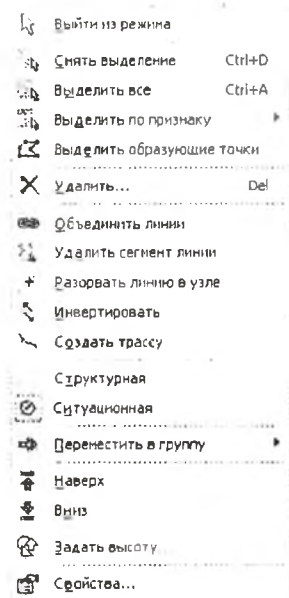 Выйти из режима
Снять выделение Ctrl+D
Выделить все Ctrl+A
Выделить по признаку
Выделить образующие точки
Удалить... Del
Объединить линии
Удалить сегмент линии
Разорвать линию в узле
Инвертировать
Создать трассу
Структурная
Ситуационная
Переместить в группу
Наверх
Вниз
Задать высоту
Свойства...